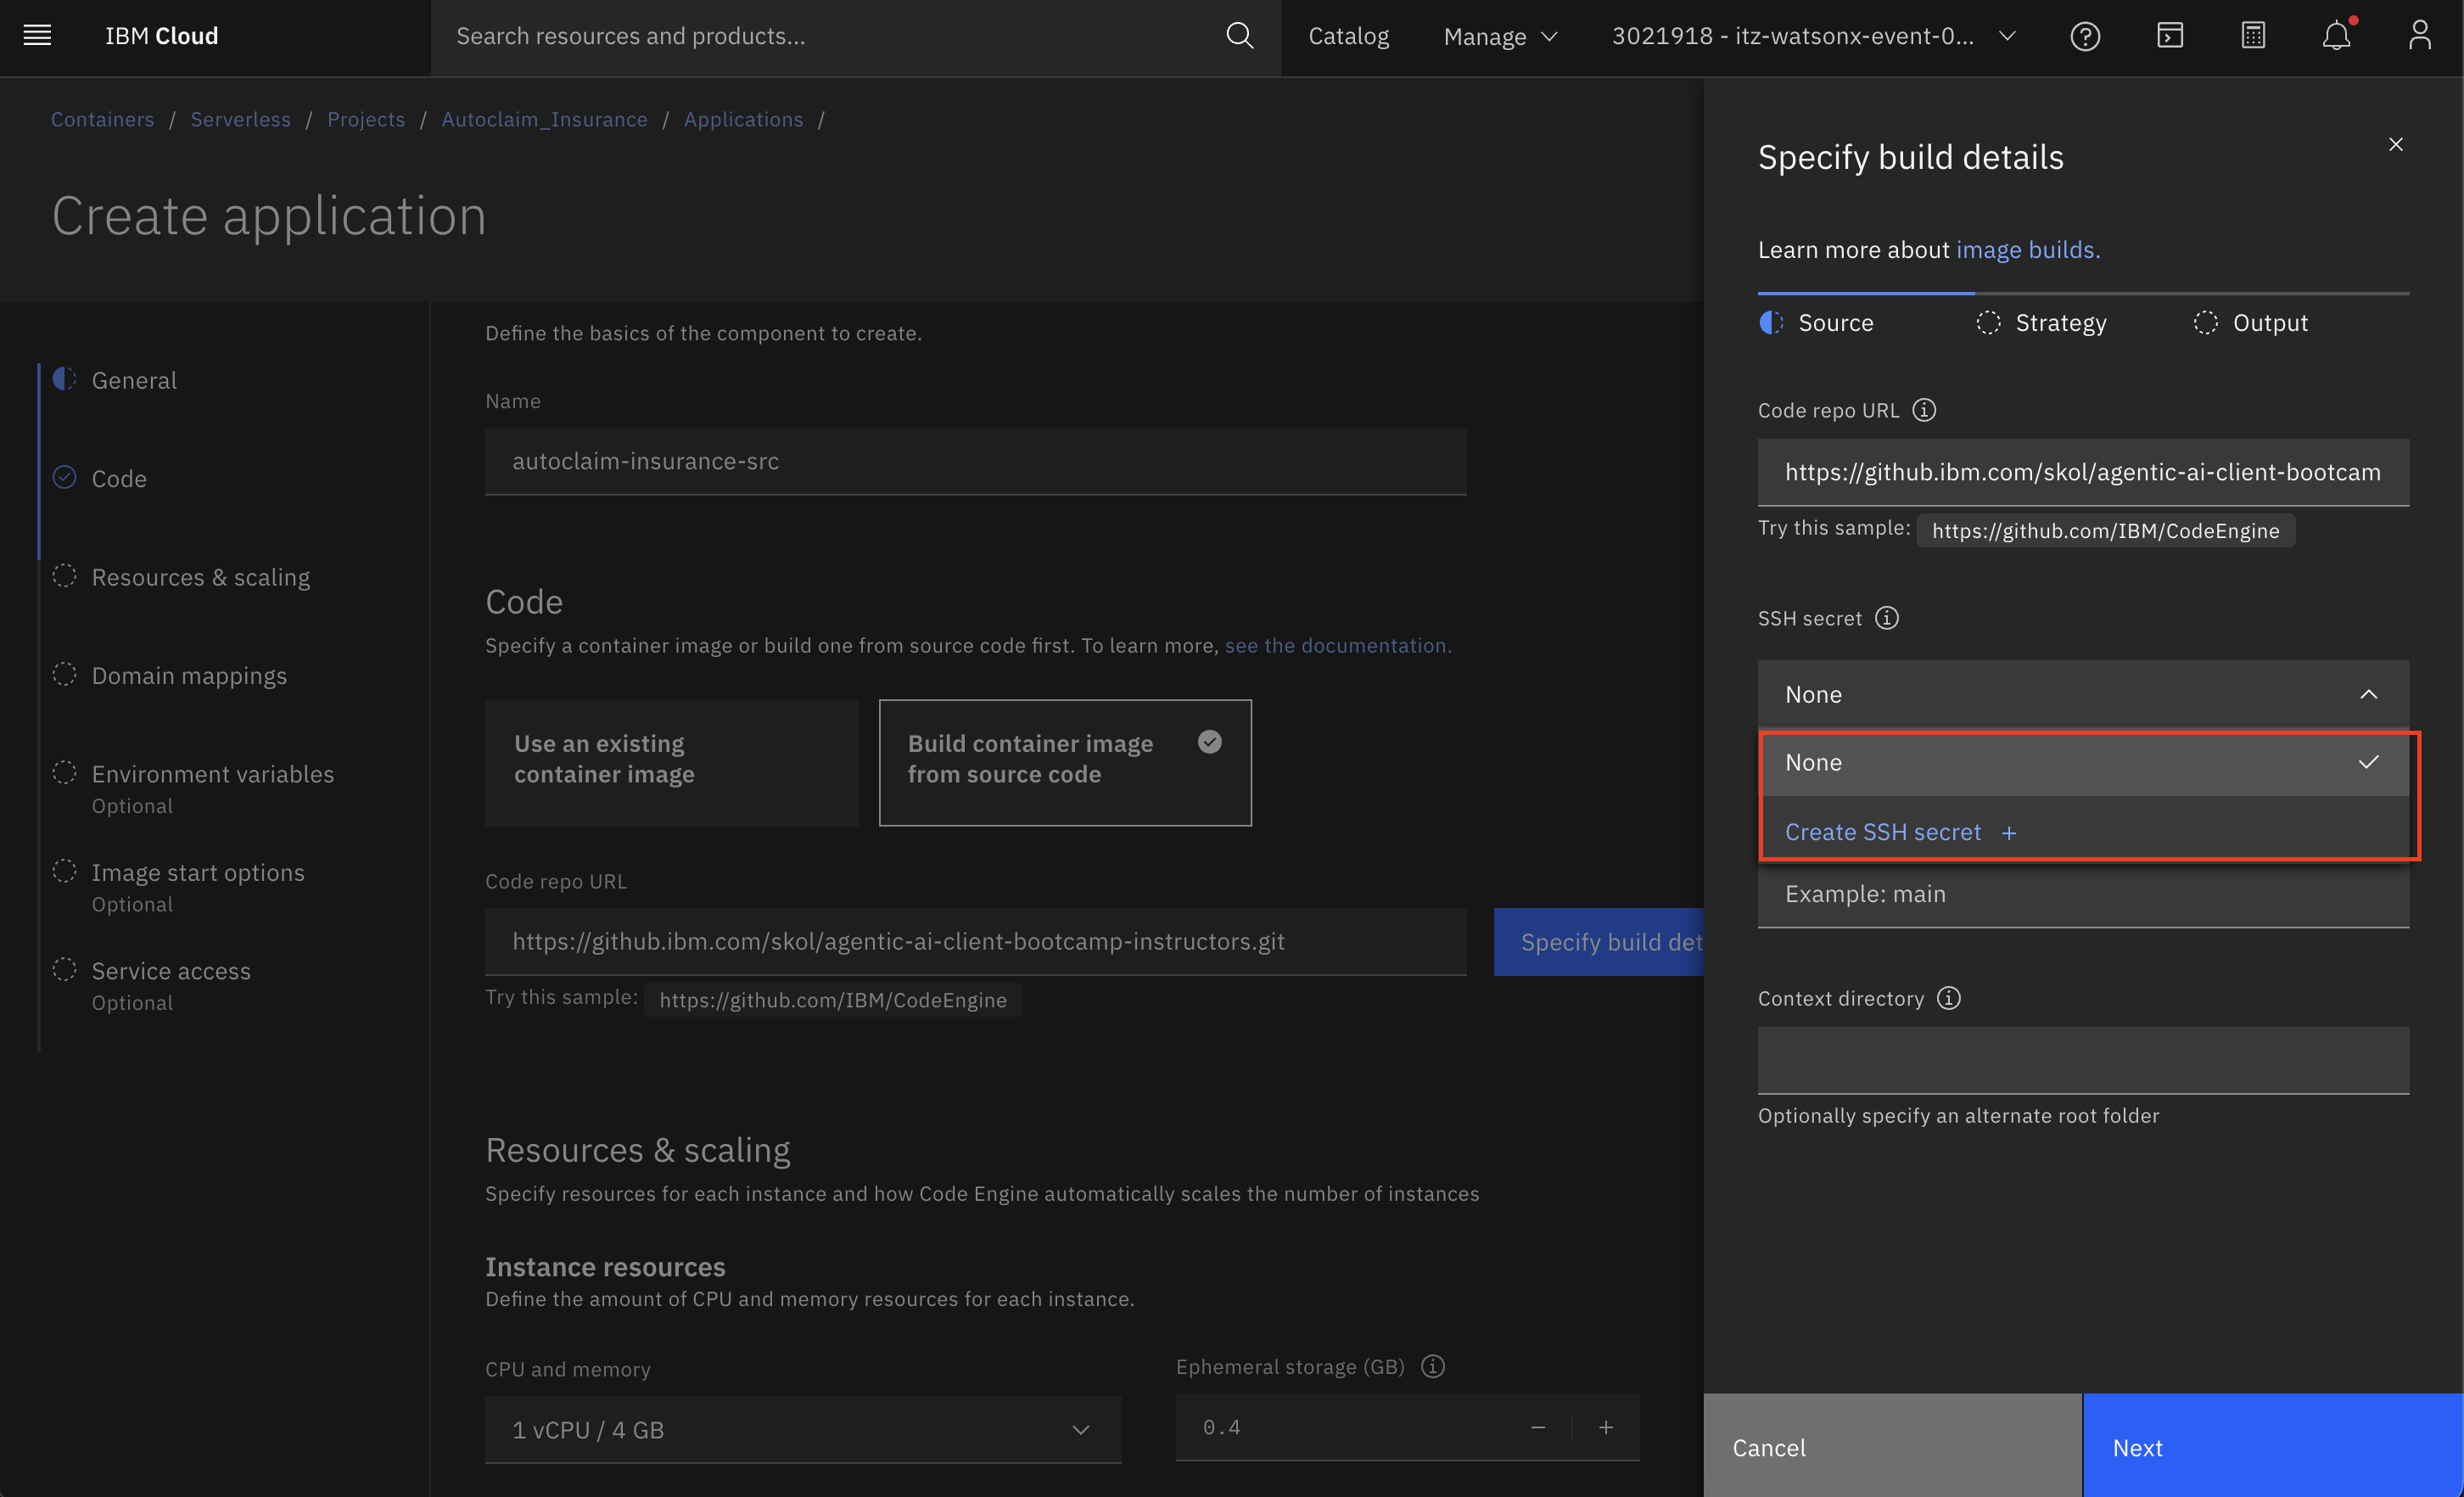 IBM Cloud
Search resources and products...
Catalog
Manage
3021918 - itz-watsonx-event-0...
Containers / Serverless / Projects / Autoclaim_Insurance / Applications /
Create application
General
Code
Resources & scaling
Domain mappings
Environment variables
Optional
Image start options
Optional
Service access
Optional
Define the basics of the component to create.
Name
autoclaim-insurance-src
Code
Specify a container image or build one from source code first. To learn more, see the documentation.
Use an existing
container image
Build container image
from source code
Code repo URL
https://github.ibm.com/skol/agentic-ai-client-bootcamp-instructors.git
Specify build det
Try this sample: https://github.com/IBM/CodeEngine
Resources & scaling
Specify resources for each instance and how Code Engine automatically scales the number of instances
Instance resources
Define the amount of CPU and memory resources for each instance.
CPU and memory
1 vCPU / 4 GB
Ephemeral storage (GB)
0.4
Specify build details
Learn more about image builds.
Source
Strategy
Output
Code repo URL
https://github.ibm.com/skol/agentic-ai-client-bootcam
Try this sample: https://github.com/IBM/CodeEngine
SSH secret
None
None
Create SSH secret +
Example: main
Context directory
Optionally specify an alternate root folder
Cancel
Next